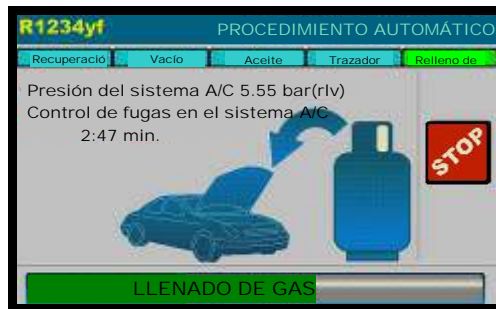 R1234yf
PROCEDIMIENTO AUTOMÁTICO
Recuperació Vacío Aceite Trazador Relleno de
Presión del sistema A/C 5.55 bar(rlv)
Control de fugas en el sistema A/C
2:47 min.
STOP
LLENADO DE GAS